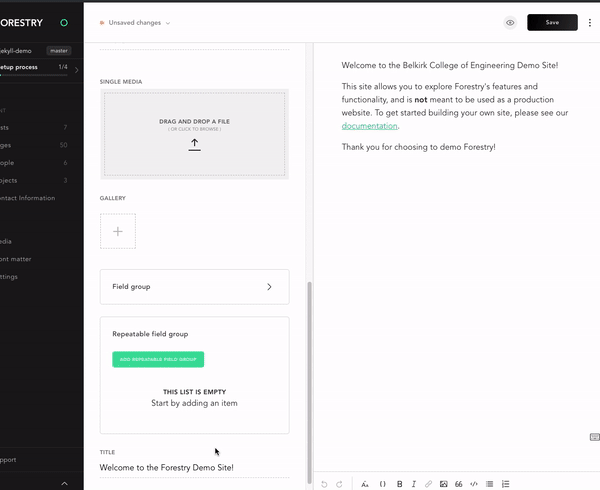 ORESTRY
ekyll-demo
master
etup process
1/4
NT
sts 7
ges 50
ople 6
ojects 3
ontact Information
edia
ont matter
ttings
pport
Unsaved changes
Save
SINGLE MEDIA
DRAG AND DROP A FILE
( OR CLICK TO BROWSE )
GALLERY
Field group
Repeatable field group
ADD REPEATABLE FIELD GROUP
THIS LIST IS EMPTY
Start by adding an item
TITLE
Welcome to the Forestry Demo Site!
Welcome to the Belkirk College of Engineering Demo Site!
This site allows you to explore Forestry's features and
functionality, and is not meant to be used as a production
website. To get started building your own site, please see our
documentation.
Thank you for choosing to demo Forestry!
B I 66